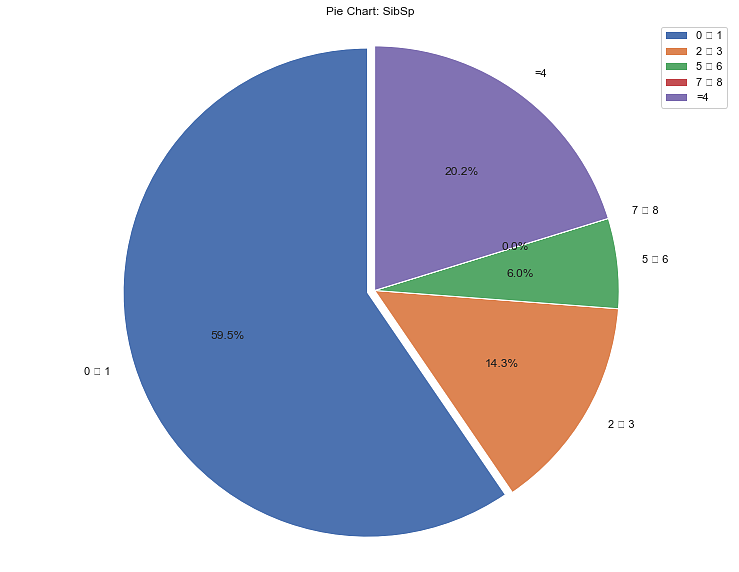 Pie Chart: SibSp
0 － 1
2 － 3
5 － 6
7 － 8
=4
=4
20.2%
7 － 8
0.0%
5 － 6
6.0%
59.5%
14.3%
0 － 1
2 － 3